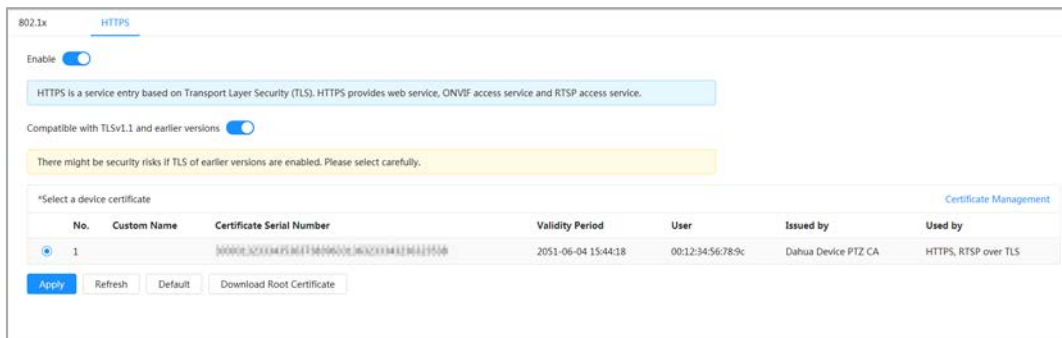 802.1x HTTPS
Enable
HTTPS is a service entry based on Transport Layer Security (TLS). HTTPS provides web service, ONVIF access service and RTSP access service.
Compatible with TLSv1.1 and earlier versions
There might be security risks if TLS of earlier versions are enabled. Please select carefully.
*Select a device certificate Certificate Management
No. Custom Name Certificate Serial Number Validity Period User Issued by Used by
1 2051-06-04 15:44:18 00:12:34:56:78:9c Dahua Device PTZ CA HTTPS, RTSP over TLS
Apply Refresh Default Download Root Certificate